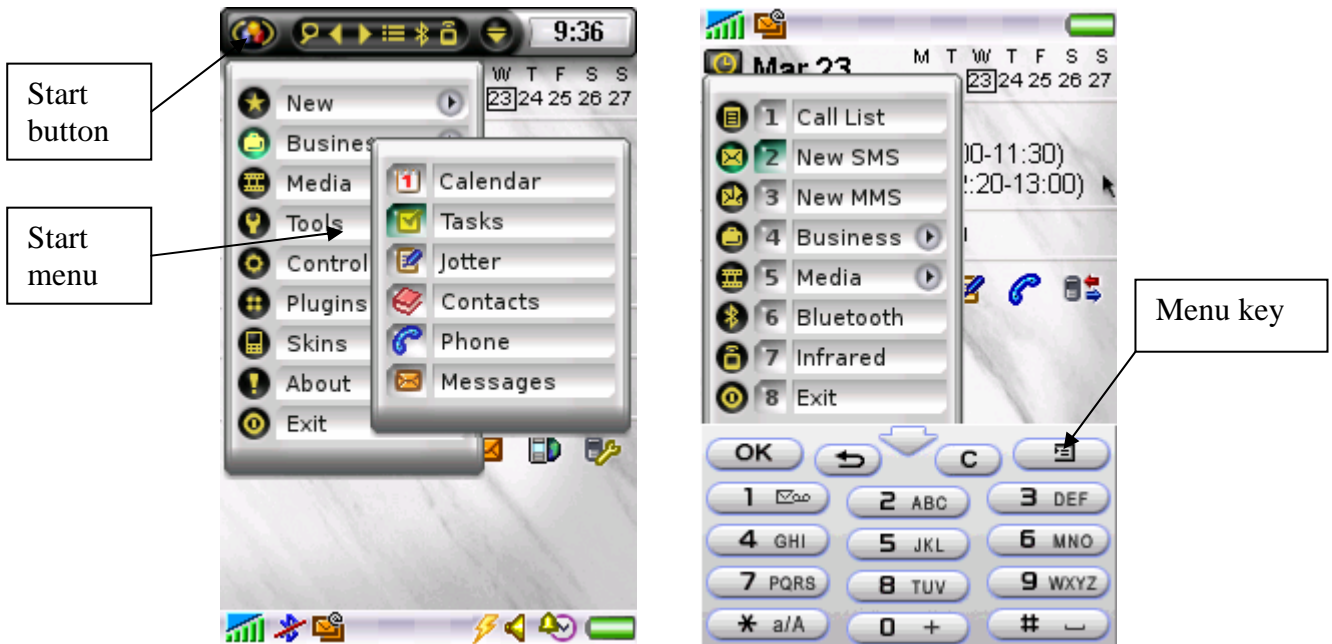 Start
button
Start
menu
9:36
W T F S S
23 24 25 26 27
New
Busines
Media
Tools
Control
Plugins
Skins
About
Exit
1
Calendar
Tasks
Jotter
Contacts
Phone
Messages
Mar 23
M T W T F S S
23 24 25 26 27
00-11:30)
2:20-13:00)
1 Call List
2 New SMS
3 New MMS
4 Business
5 Media
6 Bluetooth
7 Infrared
8 Exit
Menu key
OK C
1 2 ABC 3 DEF
4 GHI 5 JKL 6 MNO
7 PQRS 8 TUV 9 WXYZ
* a/A 0 + #